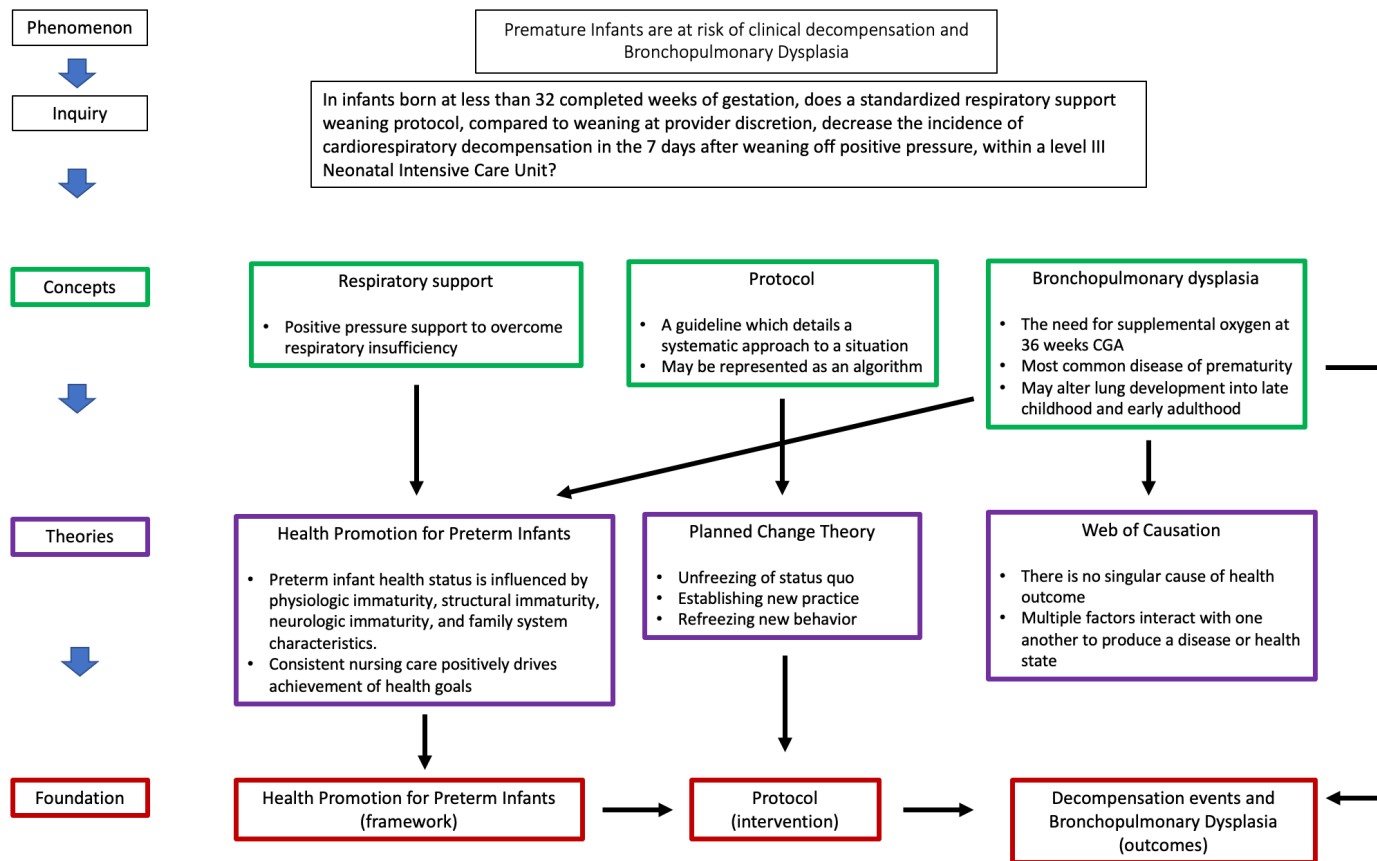 Phenomenon
Premature Infants are at risk of clinical decompensation and
Bronchopulmonary Dysplasia
Inquiry
In infants born at less than 32 completed weeks of gestation, does a standardized respiratory support
weaning protocol, compared to weaning at provider discretion, decrease the incidence of
cardiorespiratory decompensation in the 7 days after weaning off positive pressure, within a level III
Neonatal Intensive Care Unit?
Concepts
Respiratory support
• Positive pressure support to overcome
respiratory insufficiency
Protocol
• A guideline which details a
systematic approach to a situation
• May be represented as an algorithm
Bronchopulmonary dysplasia
• The need for supplemental oxygen at
36 weeks CGA
• Most common disease of prematurity
• May alter lung development into late
childhood and early adulthood
Theories
Health Promotion for Preterm Infants
• Preterm infant health status is influenced by
physiologic immaturity, structural immaturity,
neurologic immaturity, and family system
characteristics.
• Consistent nursing care positively drives
achievement of health goals
Planned Change Theory
• Unfreezing of status quo
• Establishing new practice
• Refreezing new behavior
Web of Causation
• There is no singular cause of health
outcome
• Multiple factors interact with one
another to produce a disease or health
state
Foundation
Health Promotion for Preterm Infants
(framework)
Protocol
(intervention)
Decompensation events and
Bronchopulmonary Dysplasia
(outcomes)